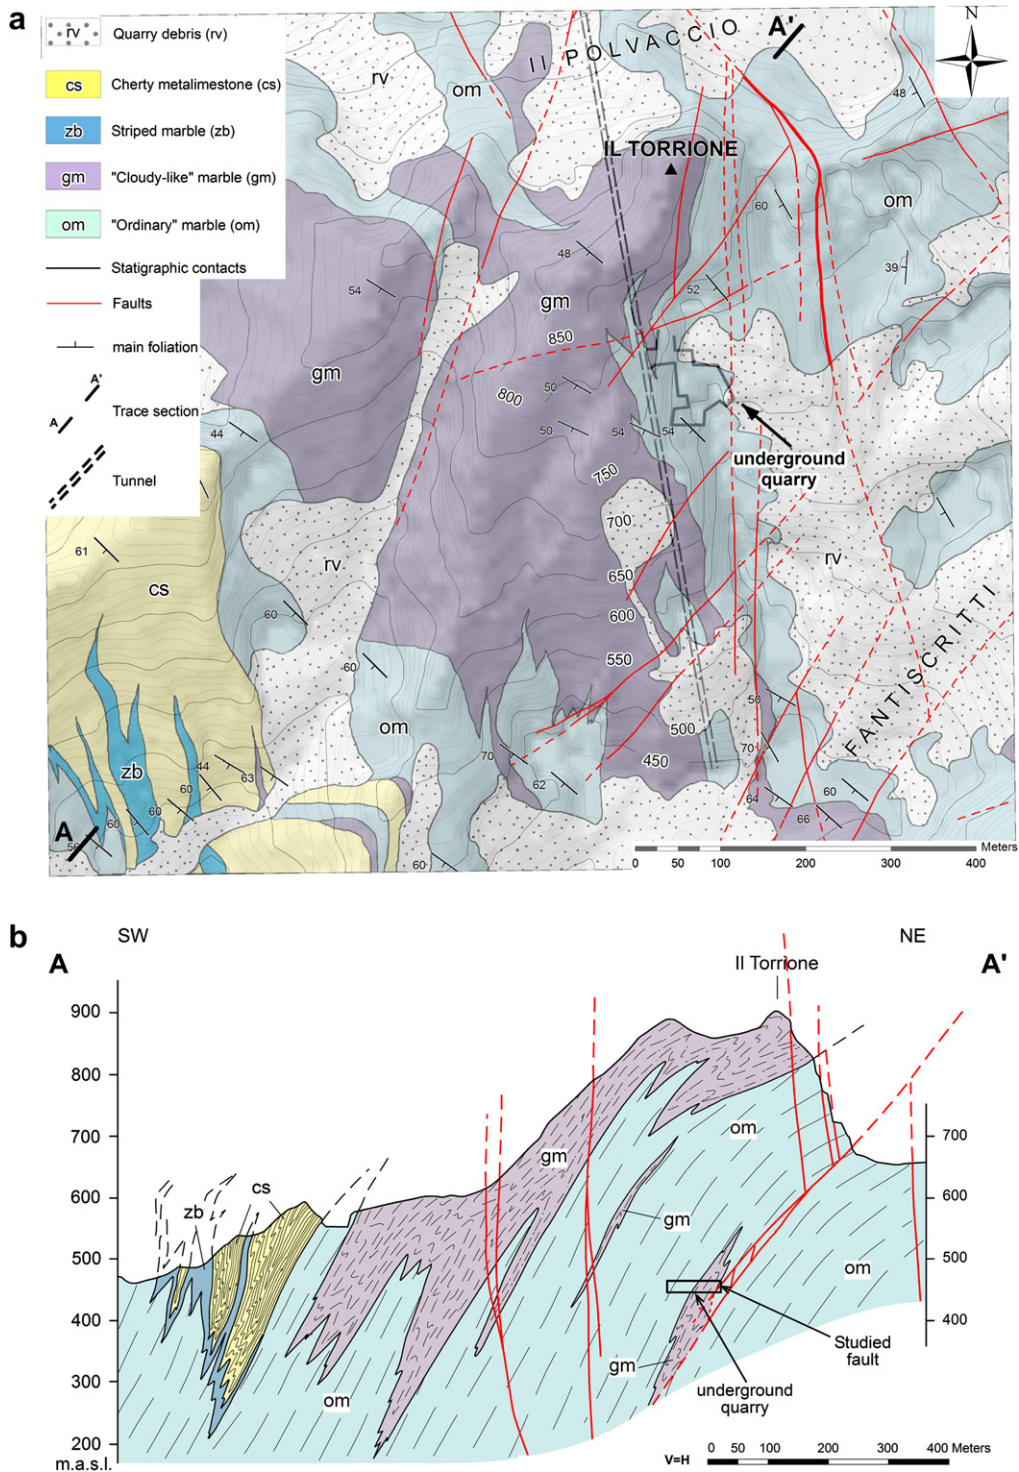 a
rv Quarry debris (rv)
cs Cherty metalimestone (cs)
zb Striped marble (zb)
gm "Cloudy-like" marble (gm)
om "Ordinary" marble (om)
Statigraphic contacts
Faults
main foliation
A A' Trace section
Tunnel
N
A'
Il POLVACCIO
rv
om
48
IL TORRIONE
60
om
48
39
54
52
gm
850
gm
800
50
44
50
54
54
underground
quarry
750
61
700
cs
rv
rv
650
60
600
60
550
FANTISCRITTI
50
om
500
70
zb
44
63
70
450
60
62
60
64
60
60
A
66
56
60
0 50 100 200 300 400 Meters
b
SW
NE
A
Il Torrione
A'
900
800
700
om
700
gm
600
cs
600
zb
gm
500
500
om
400
400
Studied
fault
300
gm
om
underground
quarry
200
m.a.s.l.
V=H
0 50 100 200 300 400 Meters